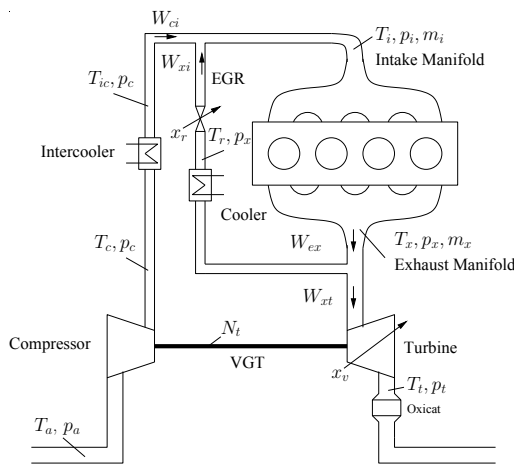 W_ci
T_i, p_i, m_i
Intake Manifold
W_xi
EGR
T_ic, p_c
x_r
T_r, p_x
Intercooler
Cooler
T_c, p_c
W_ex
T_x, p_x, m_x
Exhaust Manifold
W_xt
N_t
Compressor
Turbine
VGT
x_v
T_t, p_t
Oxicat
T_a, p_a